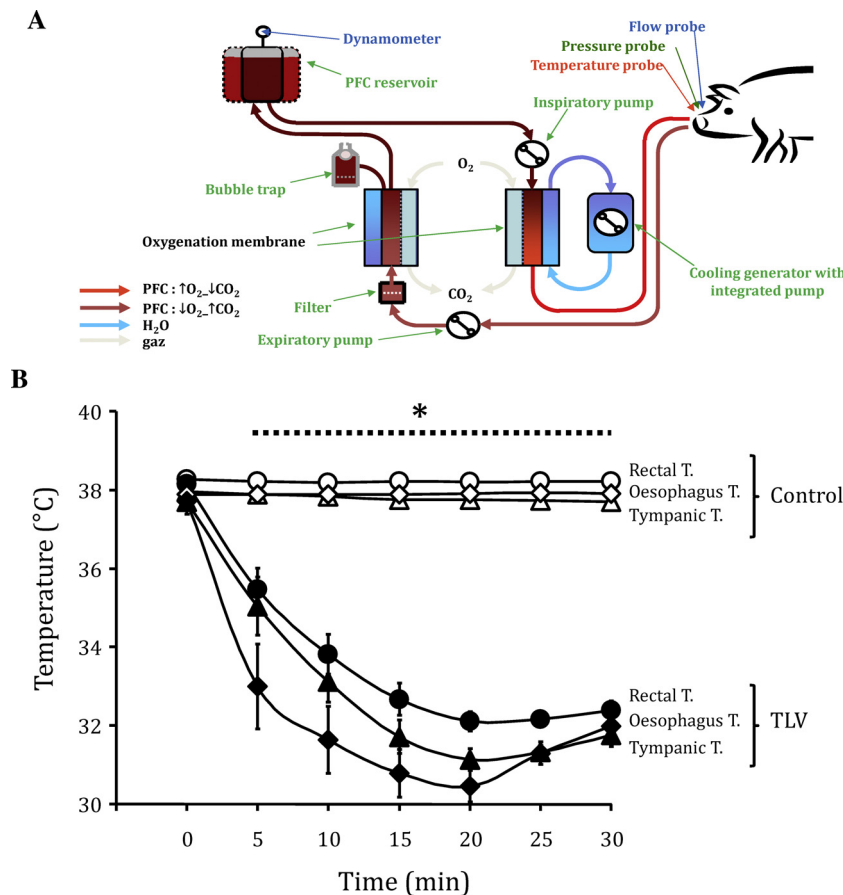 A
Dynamometer
Flow probe
Pressure probe
Temperature probe
PFC reservoir
Inspiratory pump
O₂
Bubble trap
Oxygenation membrane
Cooling generator with
integrated pump
CO₂
Filter
Expiratory pump
PFC : ↑O₂_↓CO₂
PFC : ↓O₂_↑CO₂
H₂O
gaz
B
*
40
38
36
34
32
30
Temperature (°C)
Rectal T.
Oesophagus T.
Tympanic T.
Control
Rectal T.
Oesophagus T.
Tympanic T.
TLV
0 5 10 15 20 25 30
Time (min)